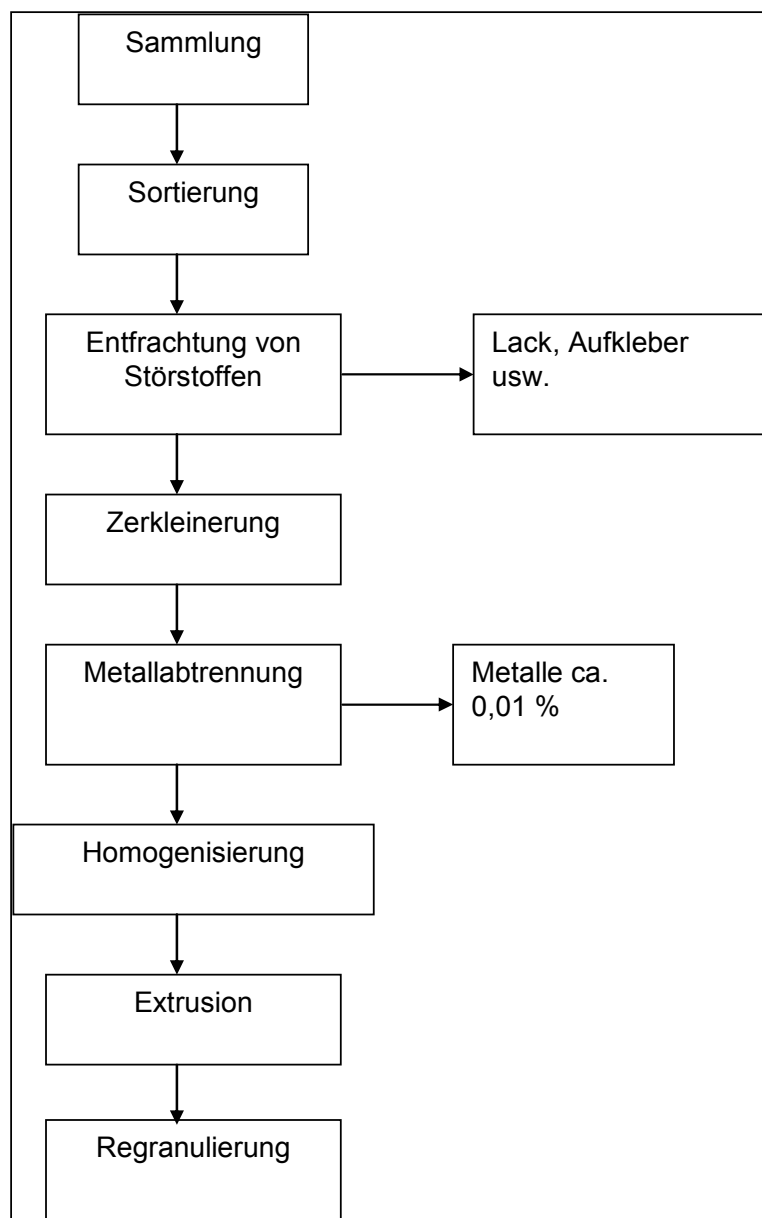 Sammlung
Sortierung
Entfrachtung von
Störstoffen
Lack, Aufkleber
usw.
Zerkleinerung
Metallabtrennung
Metalle ca.
0,01 %
Homogenisierung
Extrusion
Regranulierung